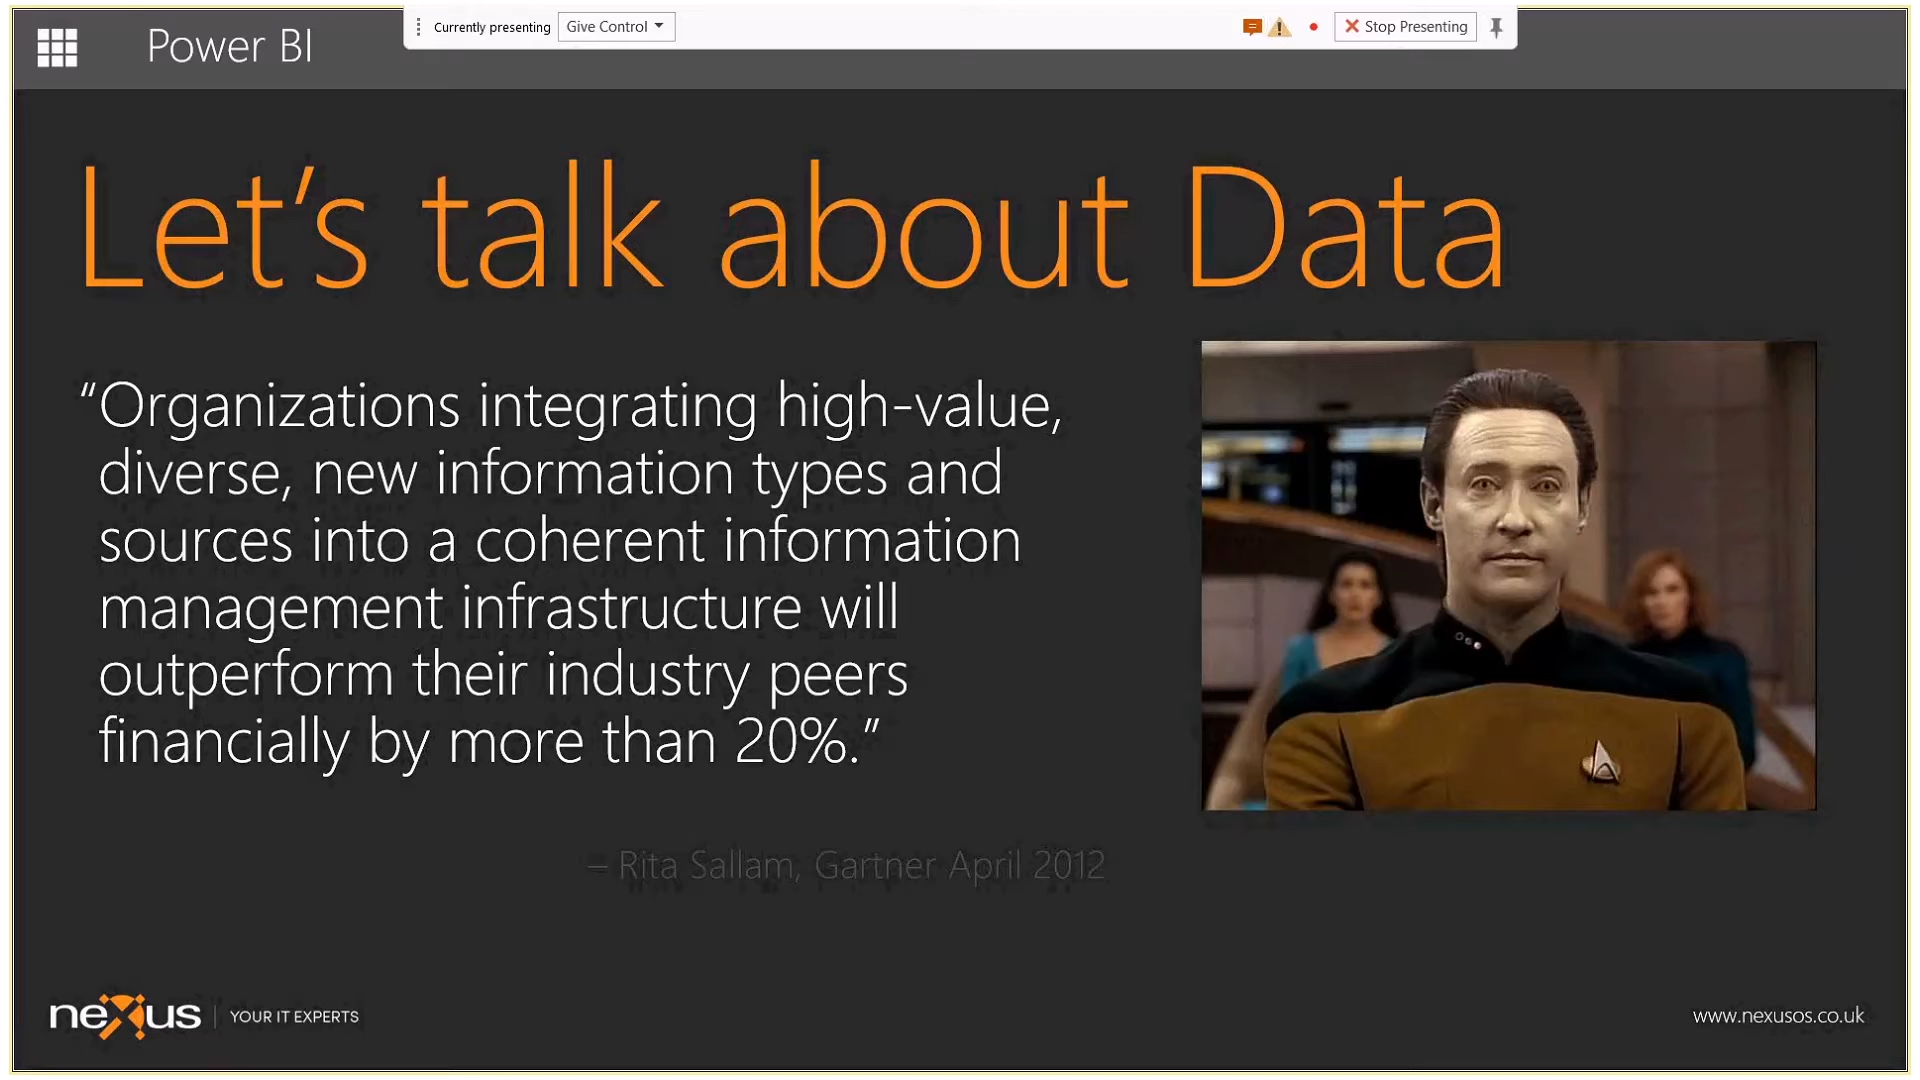 Currently presenting Give Control Stop Presenting
Power BI
Let’s talk about Data
“Organizations integrating high-value,
diverse, new information types and
sources into a coherent information
management infrastructure will
outperform their industry peers
financially by more than 20%.”
– Rita Sallam, Gartner April 2012
nexus YOUR IT EXPERTS
www.nexusos.co.uk